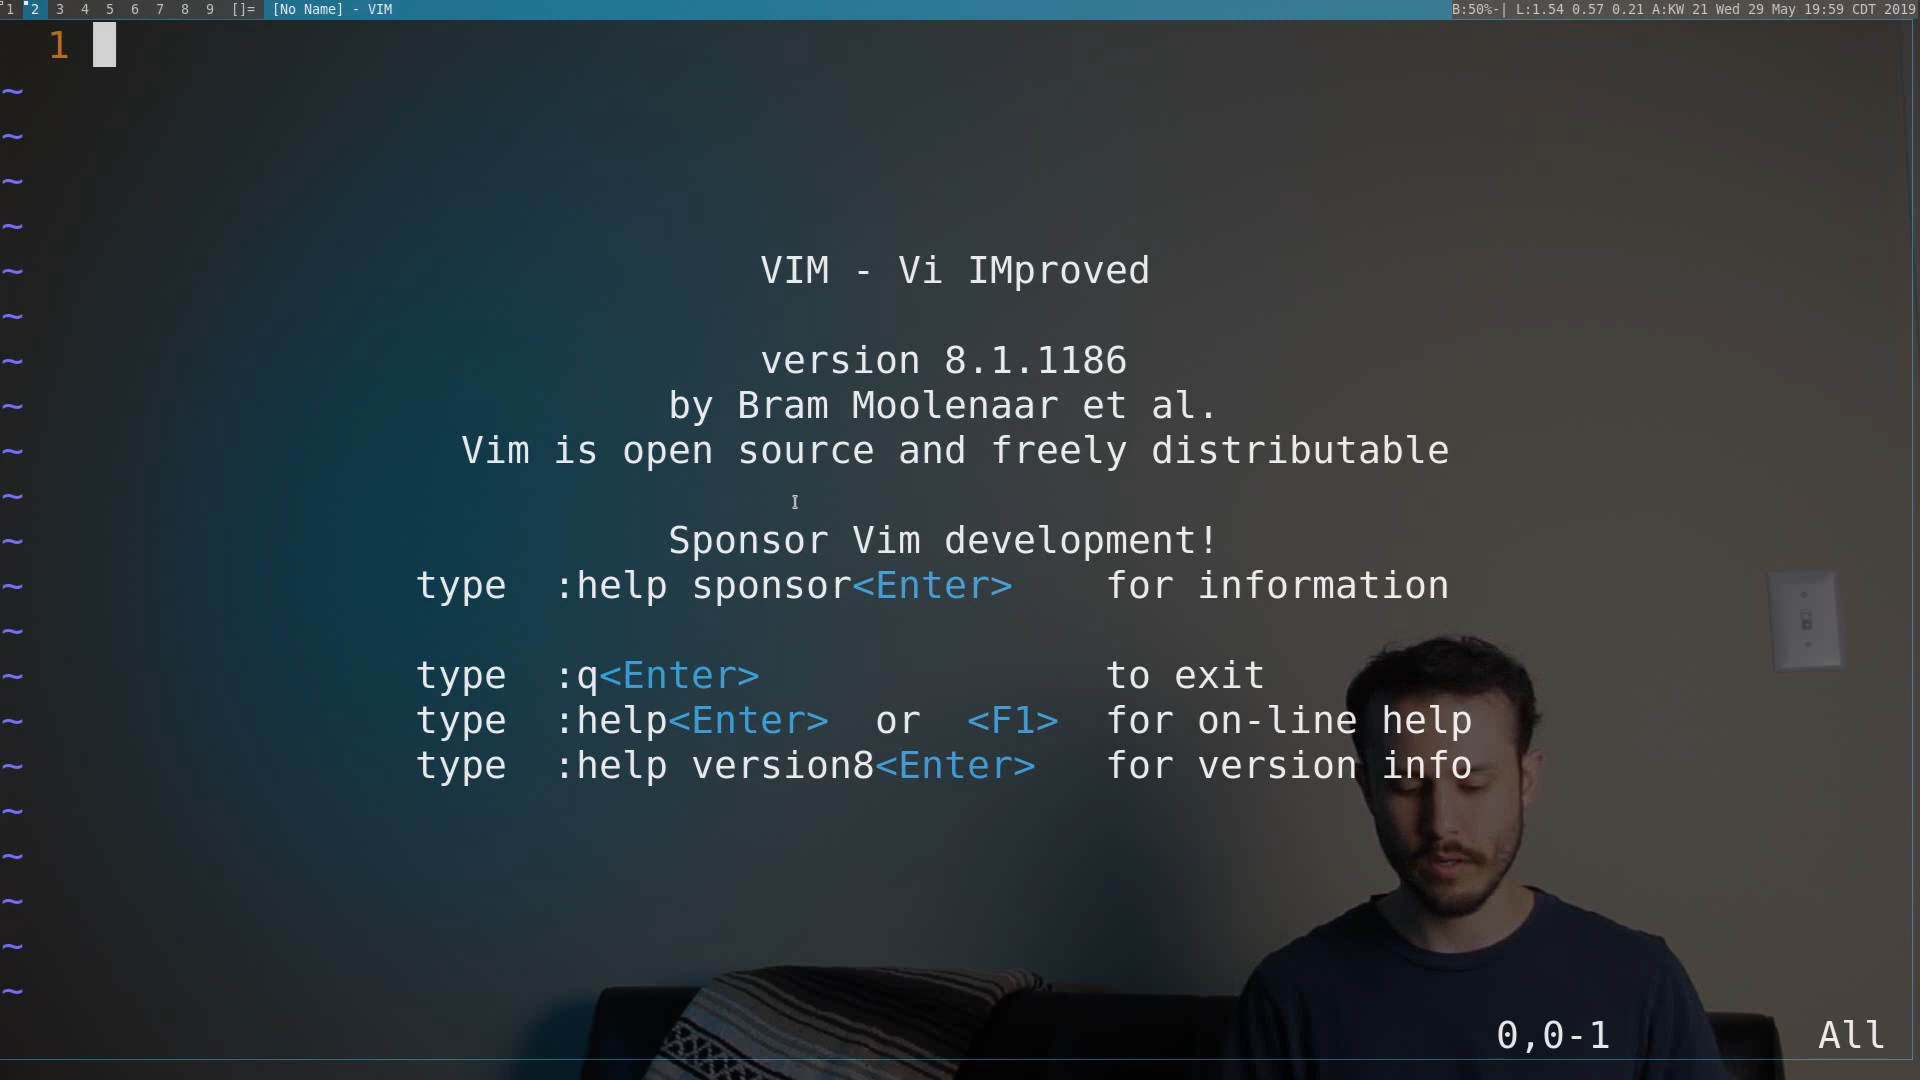 1 2 3 4 5 6 7 8 9 []= [No Name] - VIM B:50%-| L:1.54 0.57 0.21 A:KW 21 Wed 29 May 19:59 CDT 2019
1
~
~
~
~
~ VIM - Vi IMproved
~
~ version 8.1.1186
~ by Bram Moolenaar et al.
~ Vim is open source and freely distributable
~
~ Sponsor Vim development!
~ type :help sponsor<Enter> for information
~
~ type :q<Enter> to exit
~ type :help<Enter> or <F1> for on-line help
~ type :help version8<Enter> for version info
~
~
~
~
~
0,0-1 All